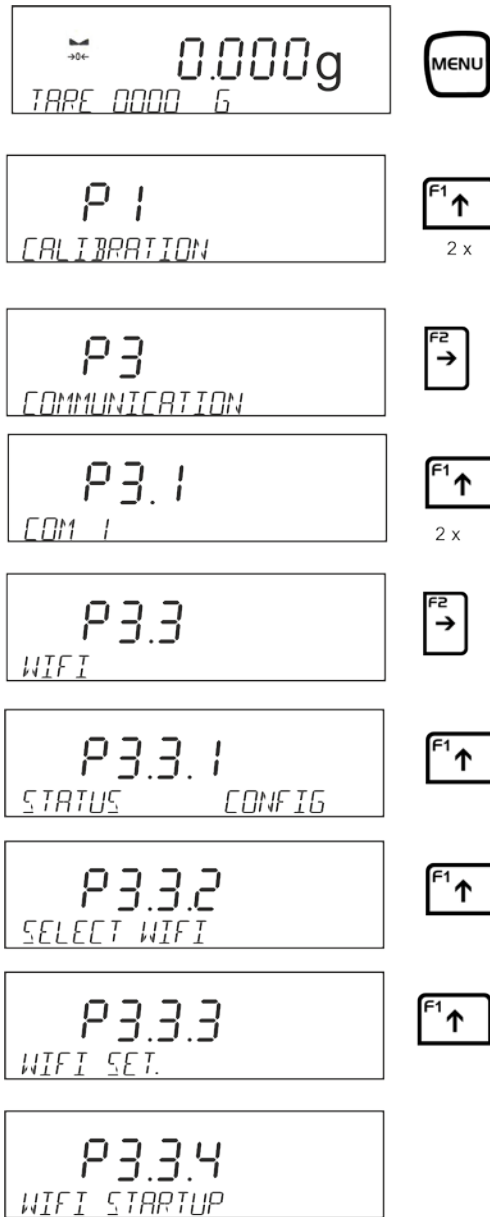 →0← 0.000g
TARE 0000 G
MENU
P1
CALIBRATION
F1 ↑
2 x
P3
COMMUNICATION
F2 →
P3.1
COM 1
F1 ↑
2 x
P3.3
WIFI
F2 →
P3.3.1
STATUS CONFIG
F1 ↑
P3.3.2
SELECT WIFI
F1 ↑
P3.3.3
WIFI SET.
F1 ↑
P3.3.4
WIFI STARTUP